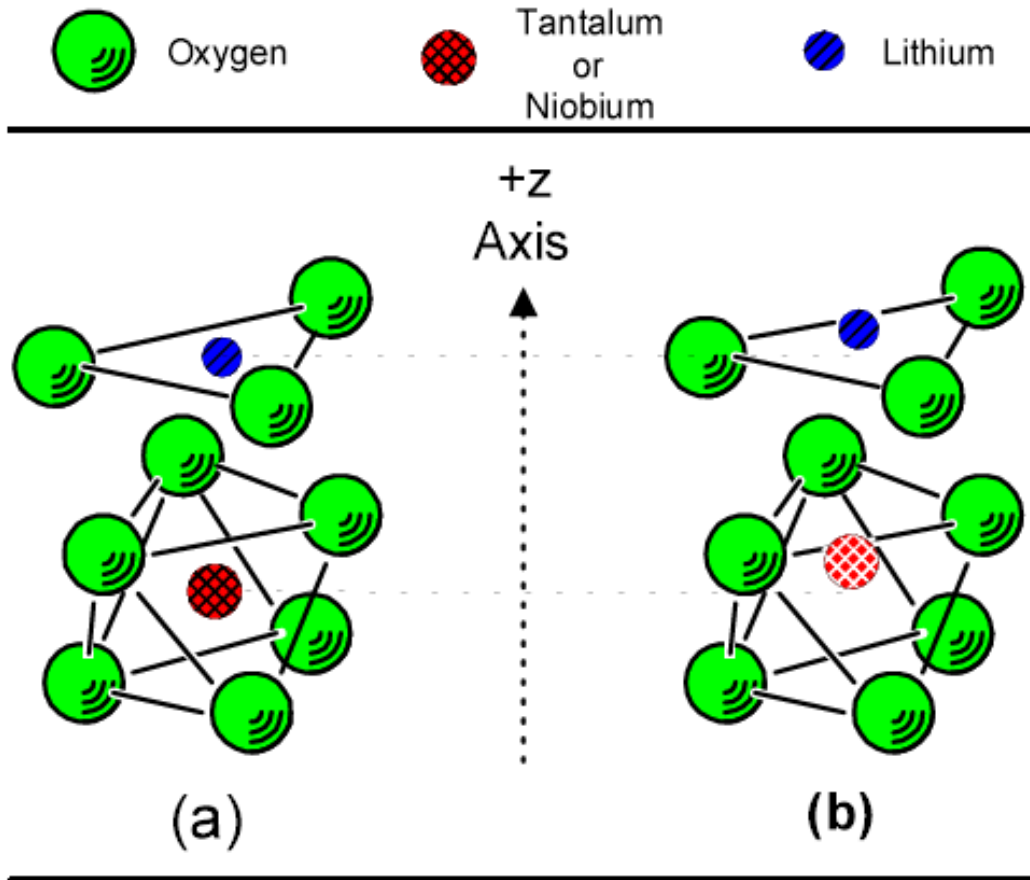 Oxygen
Tantalum
or
Niobium
Lithium
+z
Axis
(a)
(b)